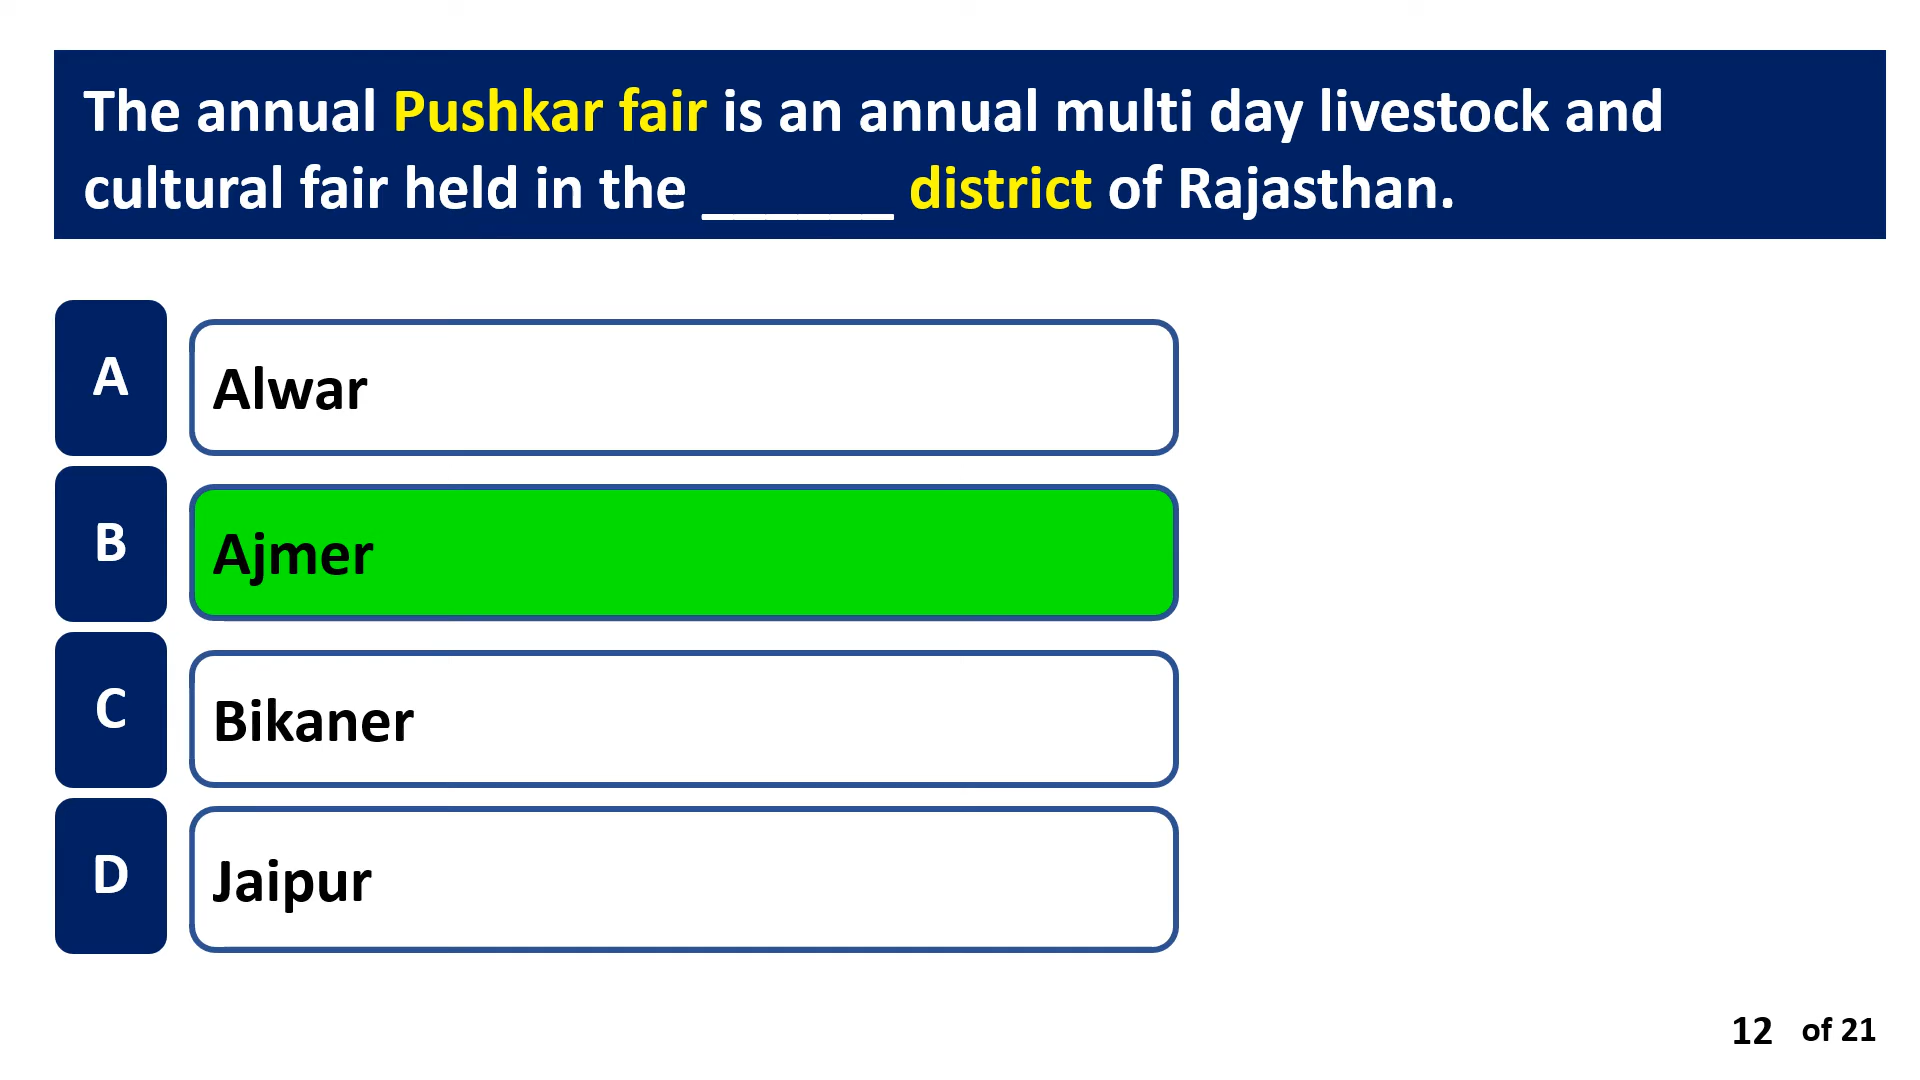 The annual Pushkar fair is an annual multi day livestock and
cultural fair held in the ______ district of Rajasthan.
A
Alwar
B
Ajmer
C
Bikaner
D
Jaipur
12 of 21